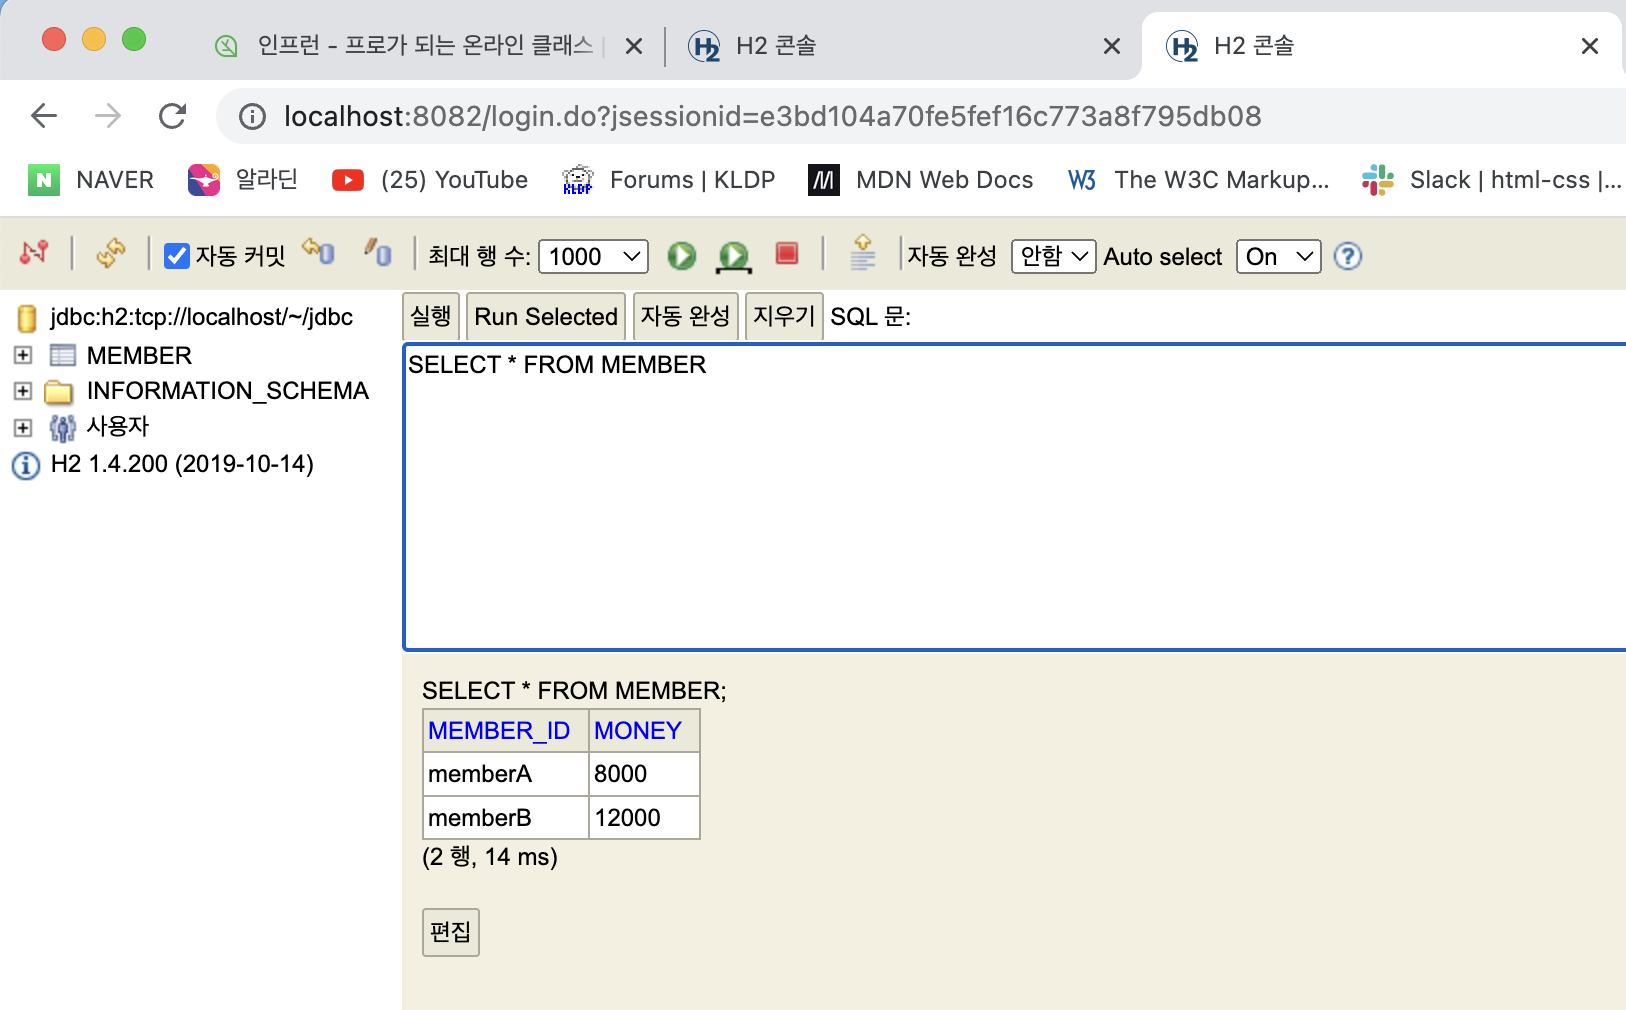 인프런 - 프로가 되는 온라인 클래스 |
H2 콘솔
H2 콘솔
localhost:8082/login.do?jsessionid=e3bd104a70fe5fef16c773a8f795db08
N NAVER
알라딘
(25) YouTube
KLDP Forums | KLDP
M MDN Web Docs
W3 The W3C Markup...
Slack | html-css |...
자동 커밋
최대 행 수: 1000
자동 완성 안함 Auto select On
jdbc:h2:tcp://localhost/~/jdbc
MEMBER
INFORMATION_SCHEMA
사용자
H2 1.4.200 (2019-10-14)
실행 Run Selected 자동 완성 지우기 SQL 문:
SELECT * FROM MEMBER
SELECT * FROM MEMBER;
MEMBER_ID MONEY
memberA 8000
memberB 12000
(2 행, 14 ms)
편집